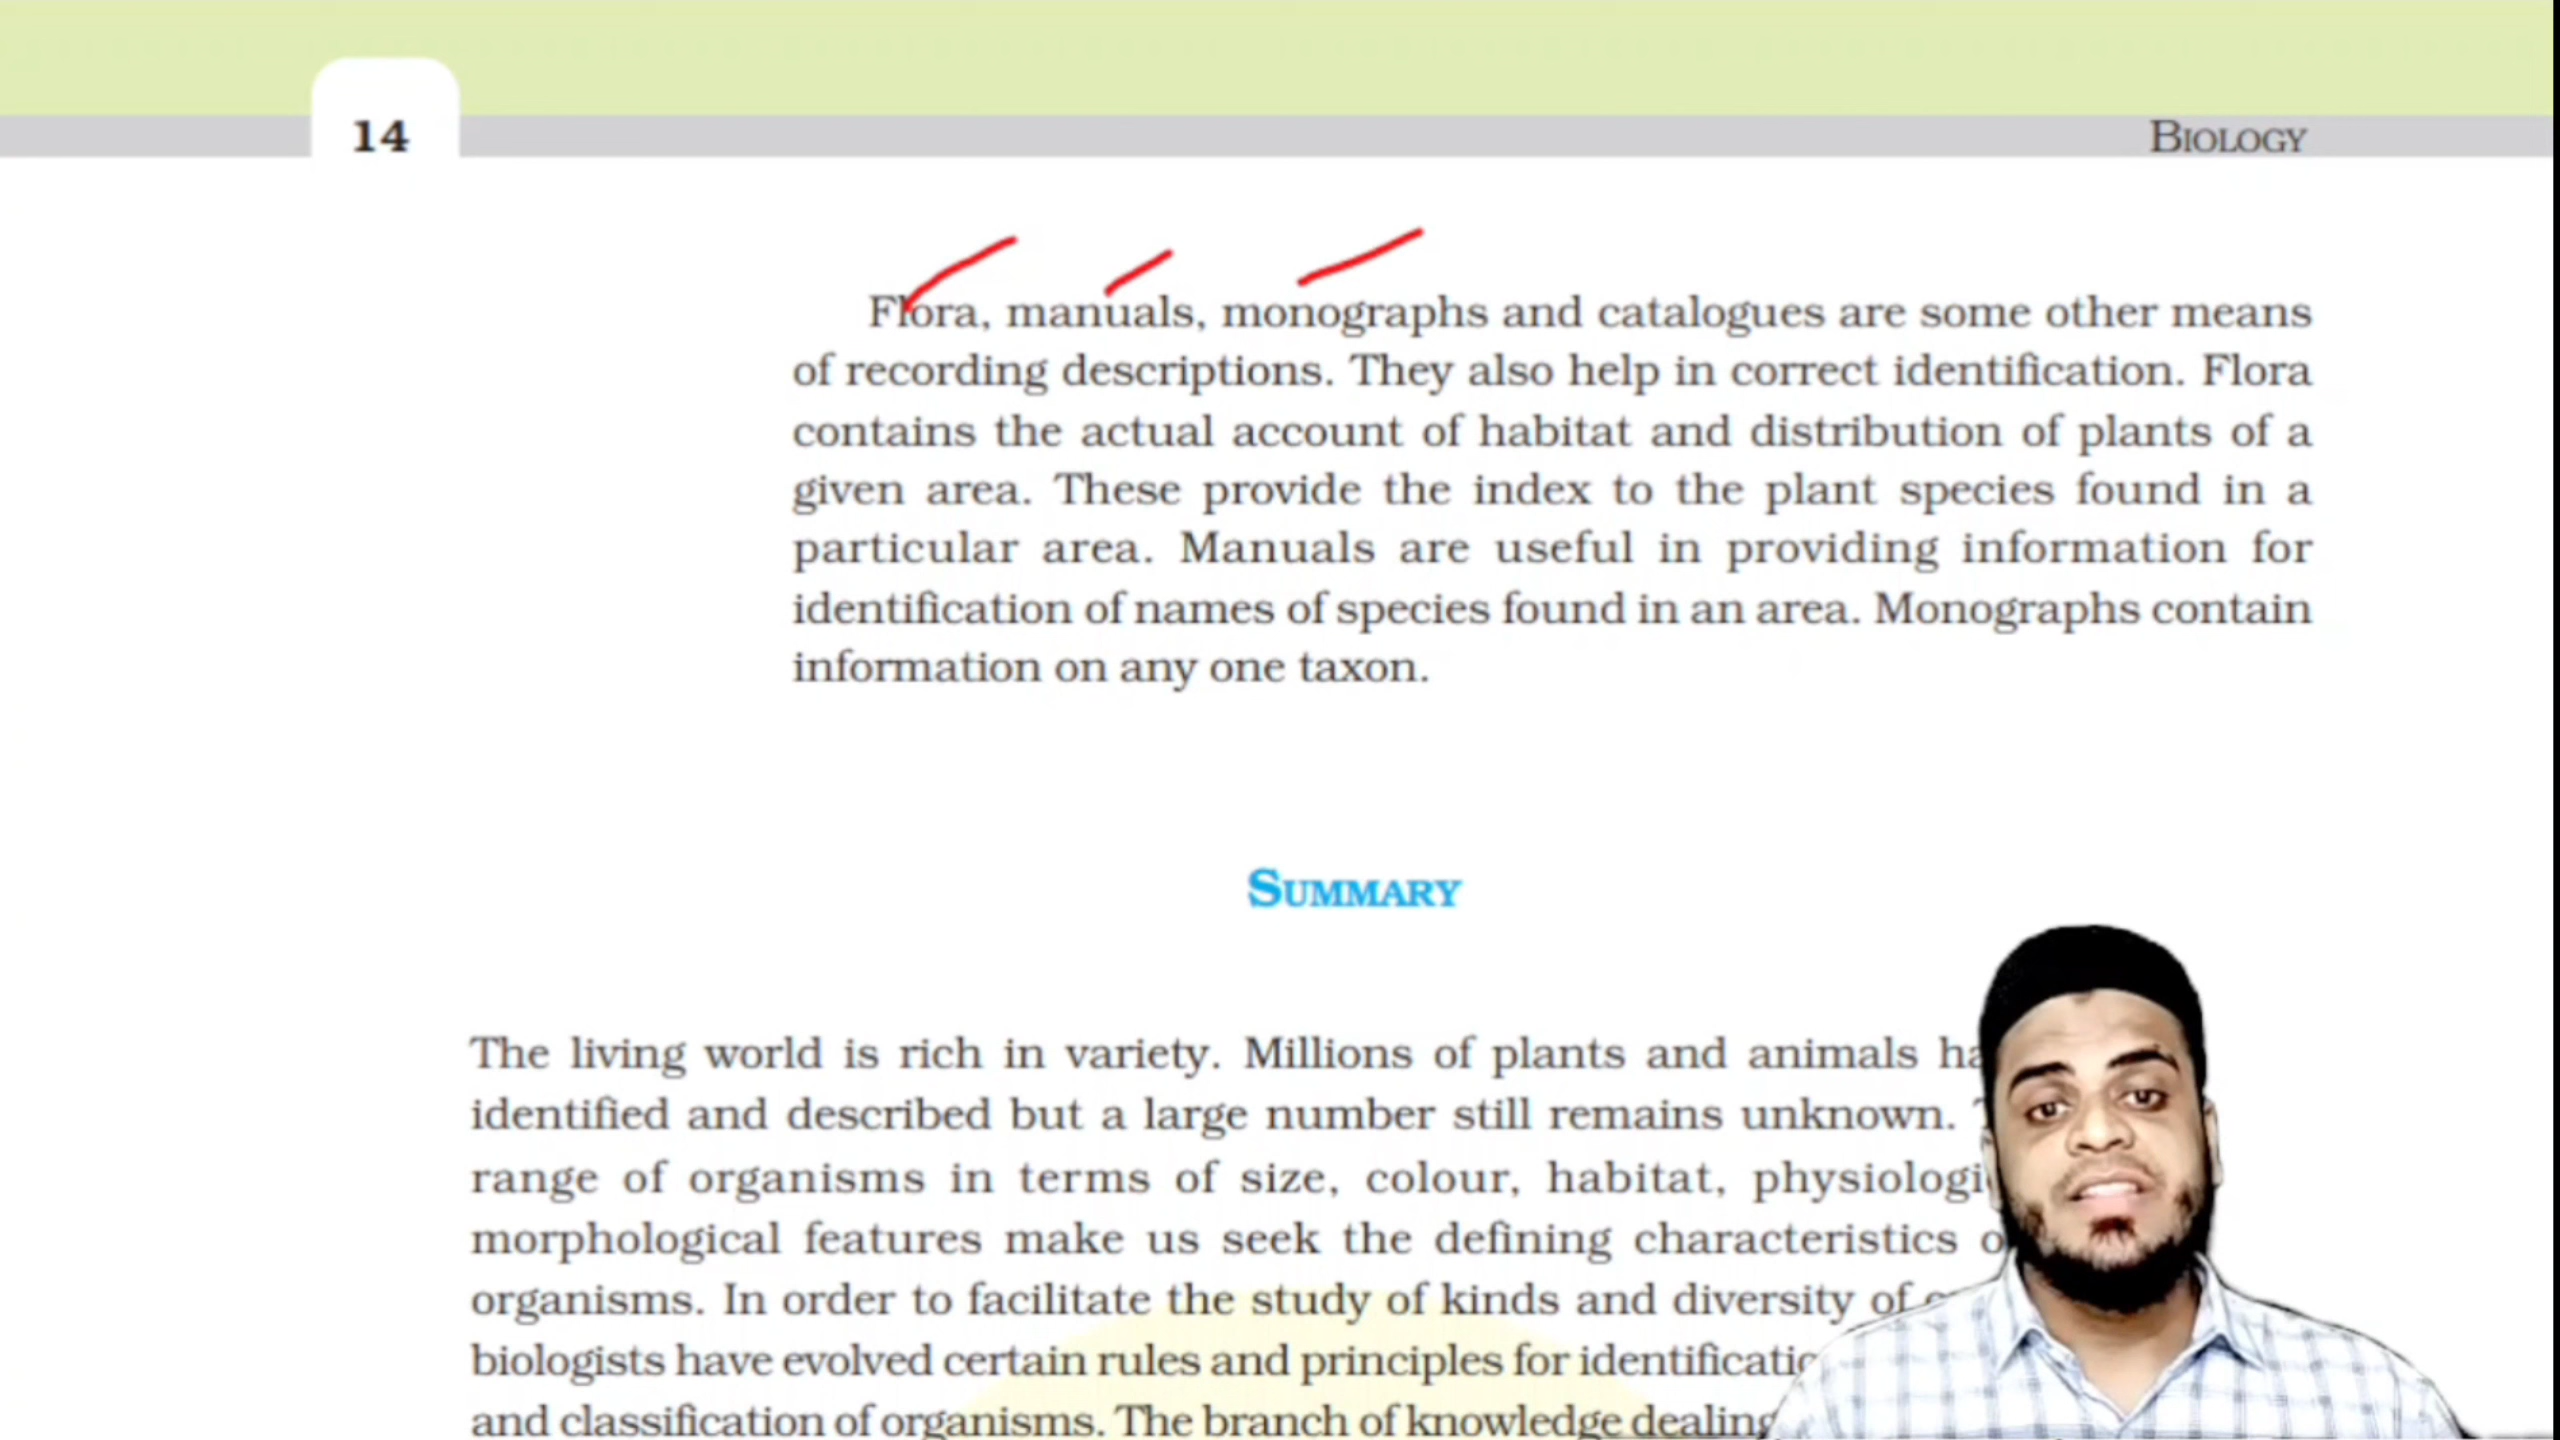 14
BIOLOGY
Flora, manuals, monographs and catalogues are some other means
of recording descriptions. They also help in correct identification. Flora
contains the actual account of habitat and distribution of plants of a
given area. These provide the index to the plant species found in a
particular area. Manuals are useful in providing information for
identification of names of species found in an area. Monographs contain
information on any one taxon.
SUMMARY
The living world is rich in variety. Millions of plants and animals
identified and described but a large number still remains unknown.
range of organisms in terms of size, colour, habitat,
morphological features make us seek the defining characteristics
organisms. In order to facilitate the study of kinds and diversity of
biologists have evolved certain rules and principles for
and classification of organisms. The branch of knowledge dealing